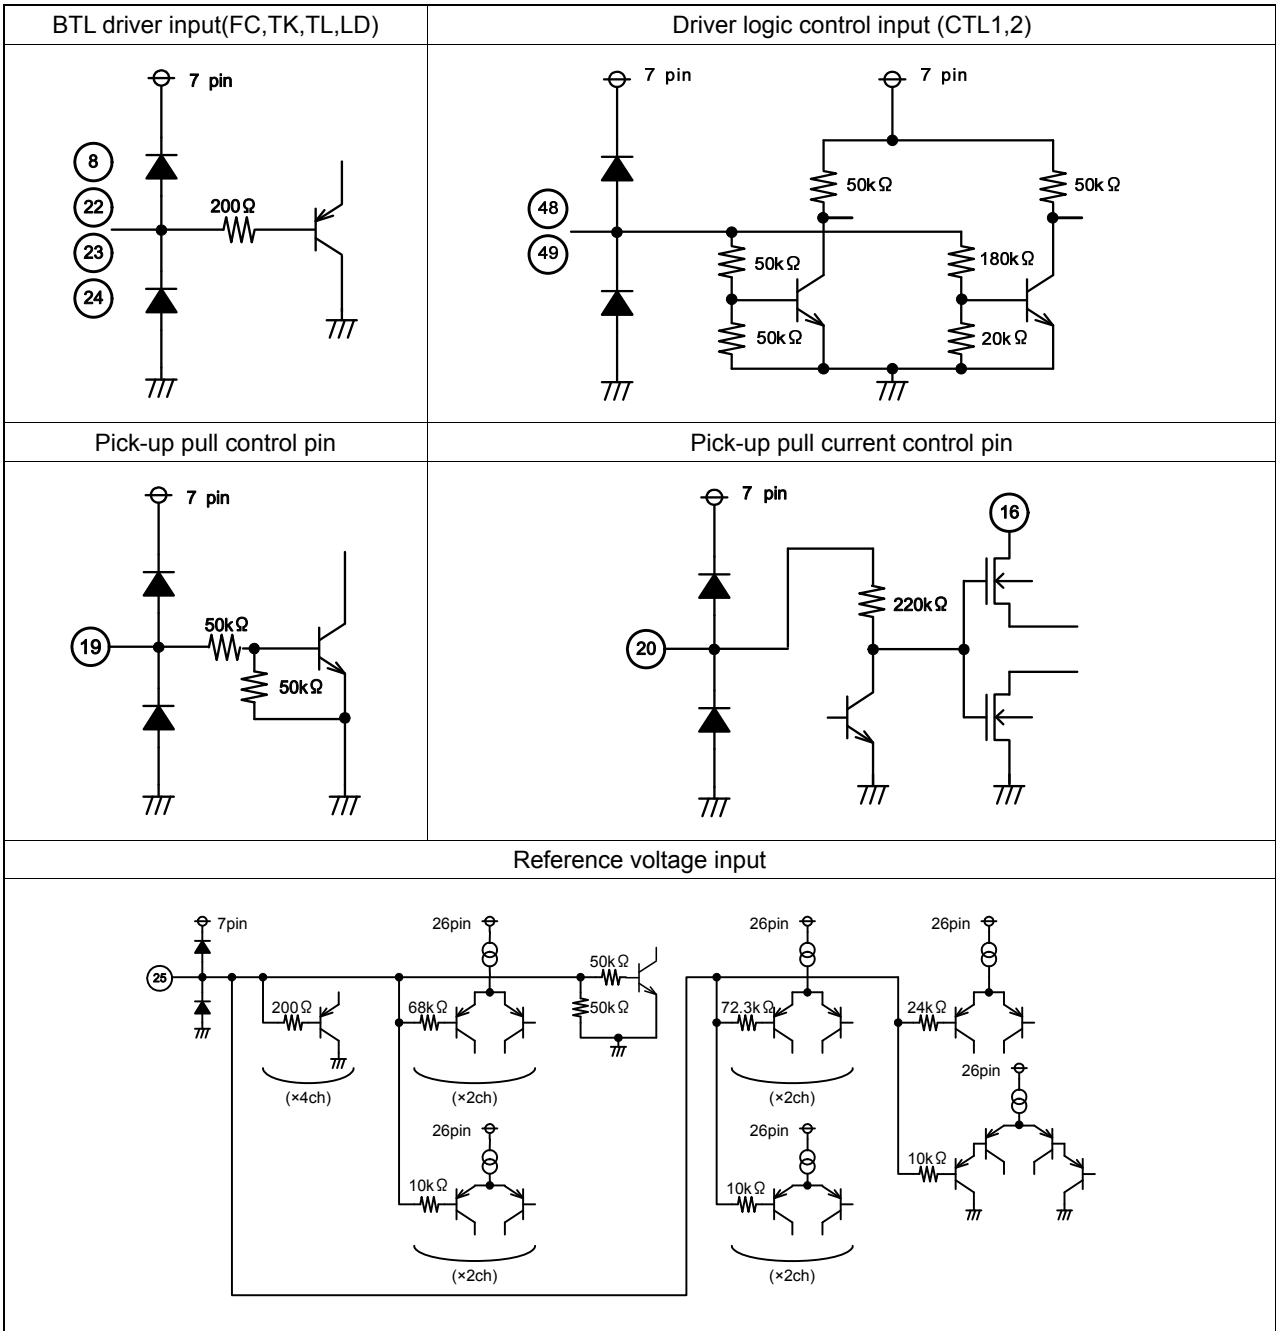 BTL driver input(FC,TK,TL,LD)
Driver logic control input (CTL1,2)
7 pin
8
22
23
24
200Ω
7 pin
7 pin
48
49
50kΩ
50kΩ
50kΩ
180kΩ
50kΩ
20kΩ
Pick-up pull control pin
Pick-up pull current control pin
7 pin
19
50kΩ
50kΩ
7 pin
16
20
220kΩ
Reference voltage input
7pin
26pin
26pin
26pin
25
50kΩ
200Ω
68kΩ
50kΩ
72.3kΩ
24kΩ
26pin
(×4ch)
(×2ch)
(×2ch)
26pin
26pin
10kΩ
10kΩ
10kΩ
(×2ch)
(×2ch)